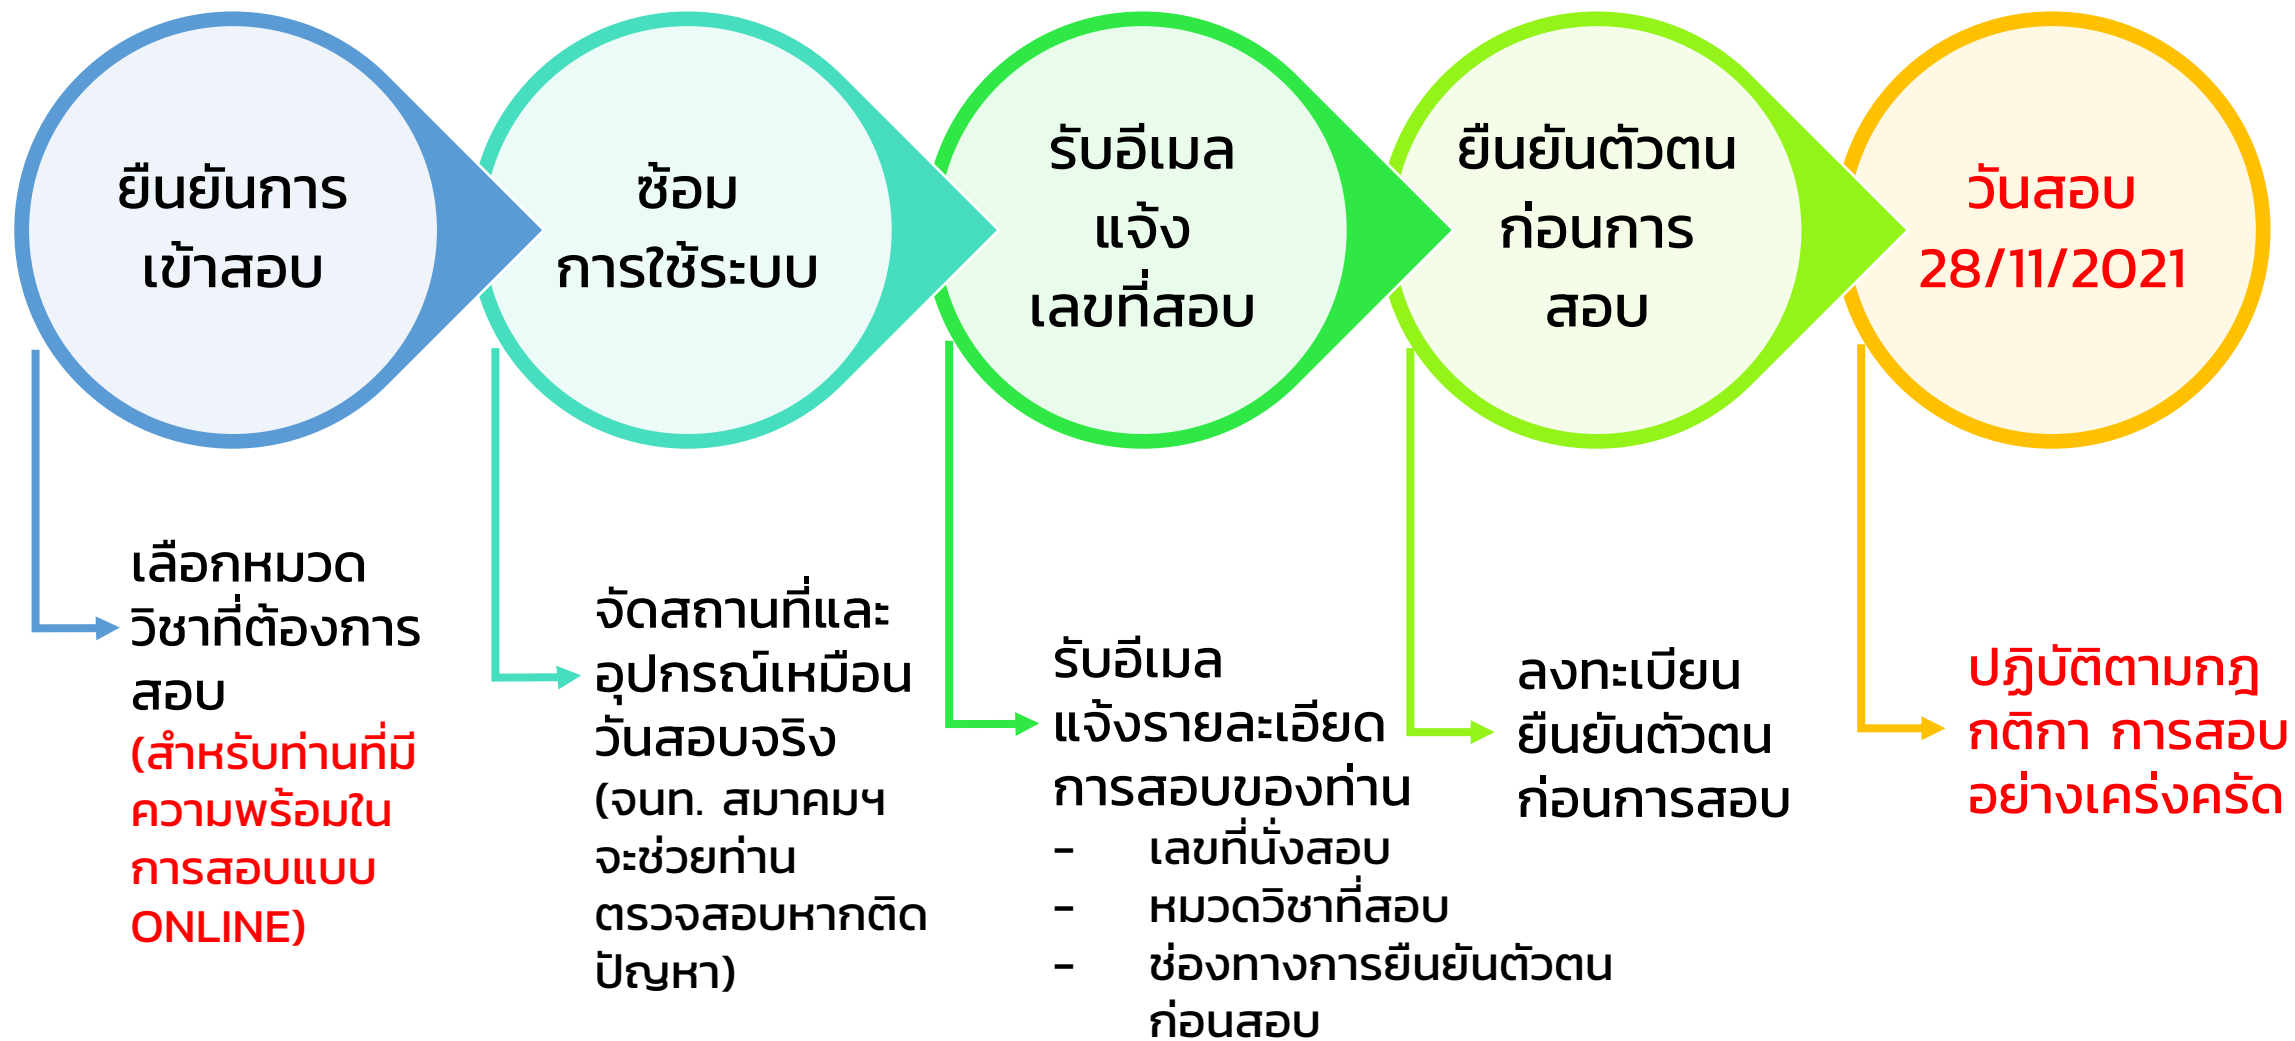 ยืนยันการ
เข้าสอบ
ซ้อม
การใช้ระบบ
รับอีเมล
แจ้ง
เลขที่สอบ
ยืนยันตัวตน
ก่อนการ
สอบ
วันสอบ
28/11/2021
เลือกหมวด
วิชาที่ต้องการ
สอบ
(สำหรับท่านที่มี
ความพร้อมใน
การสอบแบบ
ONLINE)
จัดสถานที่และ
อุปกรณ์เหมือน
วันสอบจริง
(จนท. สมาคมฯ
จะช่วยท่าน
ตรวจสอบหากติด
ปัญหา)
รับอีเมล
แจ้งรายละเอียด
การสอบของท่าน
- เลขที่นั่งสอบ
- หมวดวิชาที่สอบ
- ช่องทางการยืนยันตัวตน
ก่อนสอบ
ลงทะเบียน
ยืนยันตัวตน
ก่อนการสอบ
ปฏิบัติตามกฎ
กติกา การสอบ
อย่างเคร่งครัด